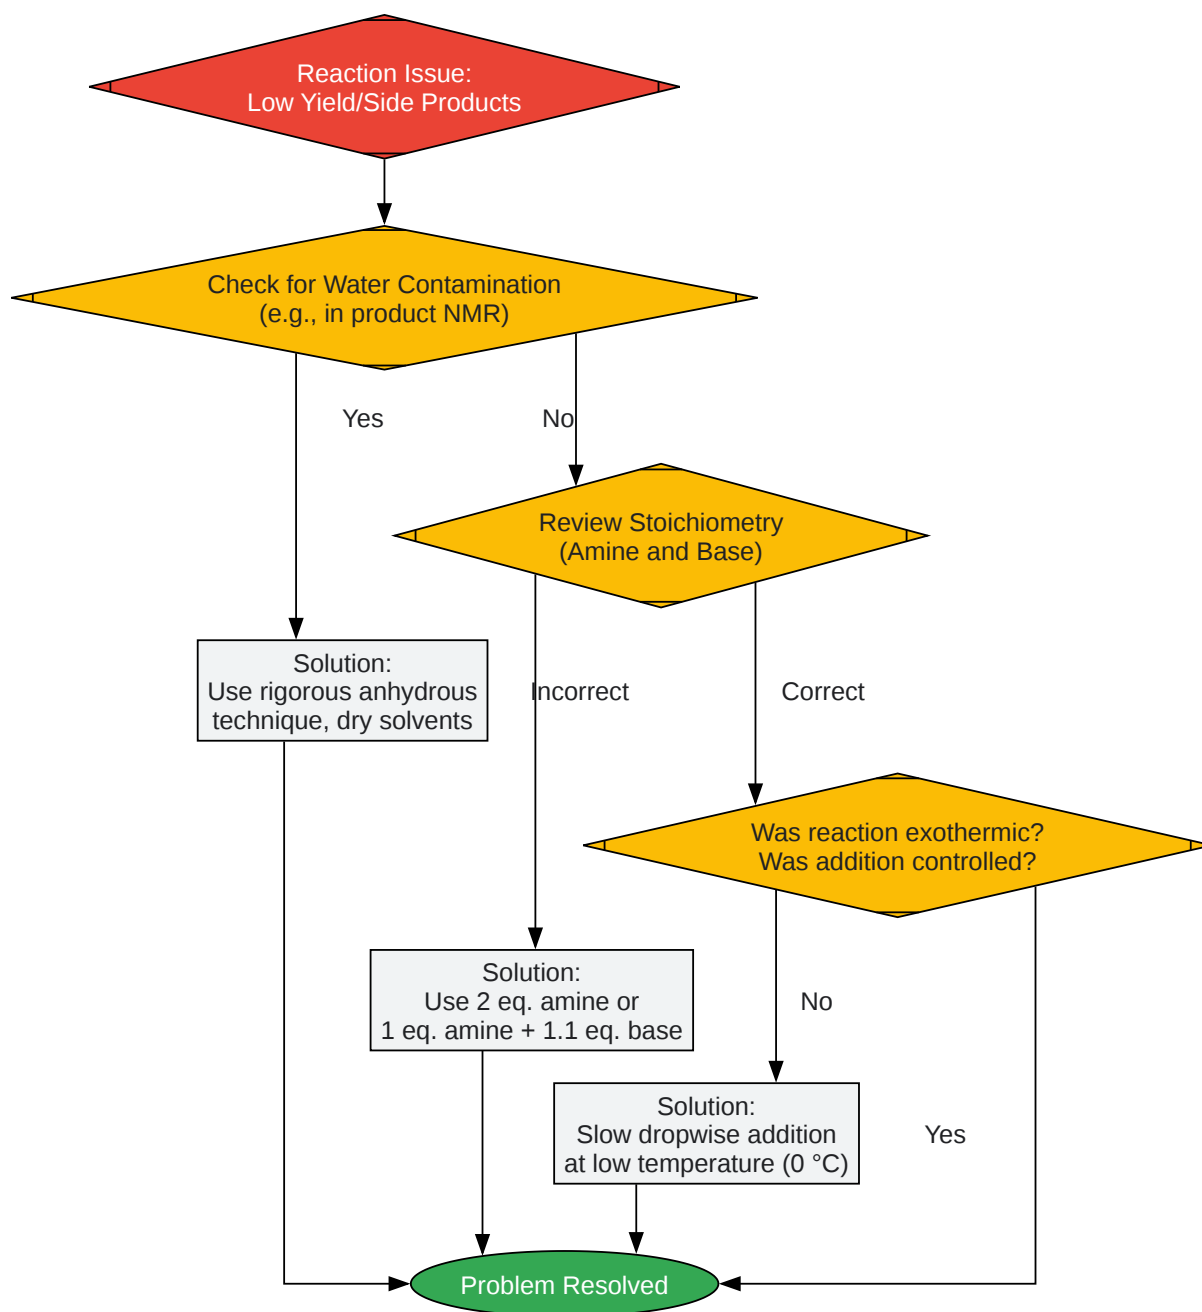 Reaction Issue:
Low Yield/Side Products
Check for Water Contamination
(e.g., in product NMR)
Yes
No
Review Stoichiometry
(Amine and Base)
Solution:
Use rigorous anhydrous
technique, dry solvents
Incorrect
Correct
Was reaction exothermic?
Was addition controlled?
Solution:
Use 2 eq. amine or
1 eq. amine + 1.1 eq. base
No
Solution:
Slow dropwise addition
at low temperature (0 °C)
Yes
Problem Resolved